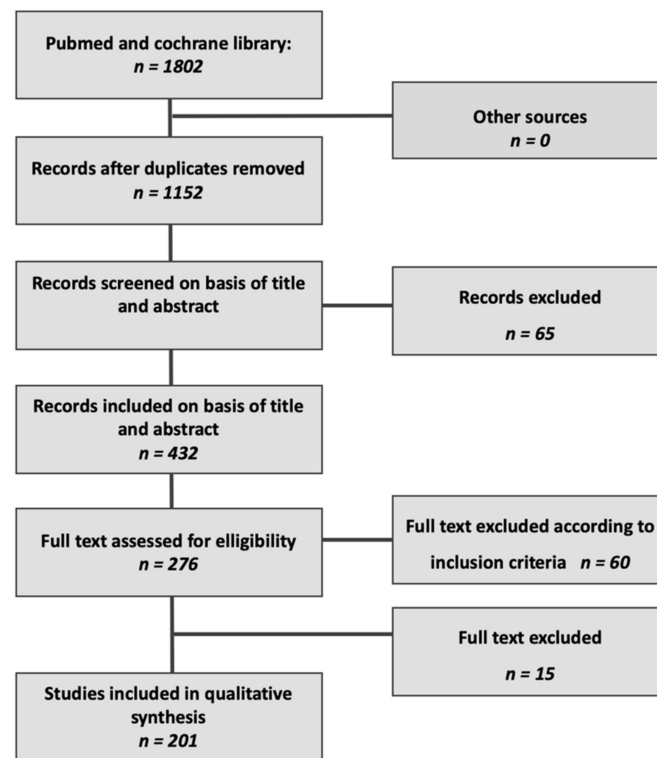 Pubmed and cochrane library:
n = 1802
Other sources
n = 0
Records after duplicates removed
n = 1152
Records screened on basis of title
and abstract
Records excluded
n = 65
Records included on basis of title
and abstract
n = 432
Full text assessed for elligibility
n = 276
Full text excluded according to
inclusion criteria n = 60
Full text excluded
n = 15
Studies included in qualitative
synthesis
n = 201